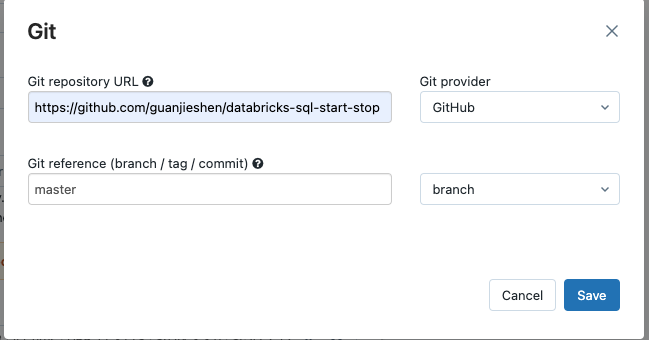 Git
Git repository URL
Git provider
https://github.com/guanjieshen/databricks-sql-start-stop
GitHub
Git reference (branch / tag / commit)
master
branch
Cancel
Save